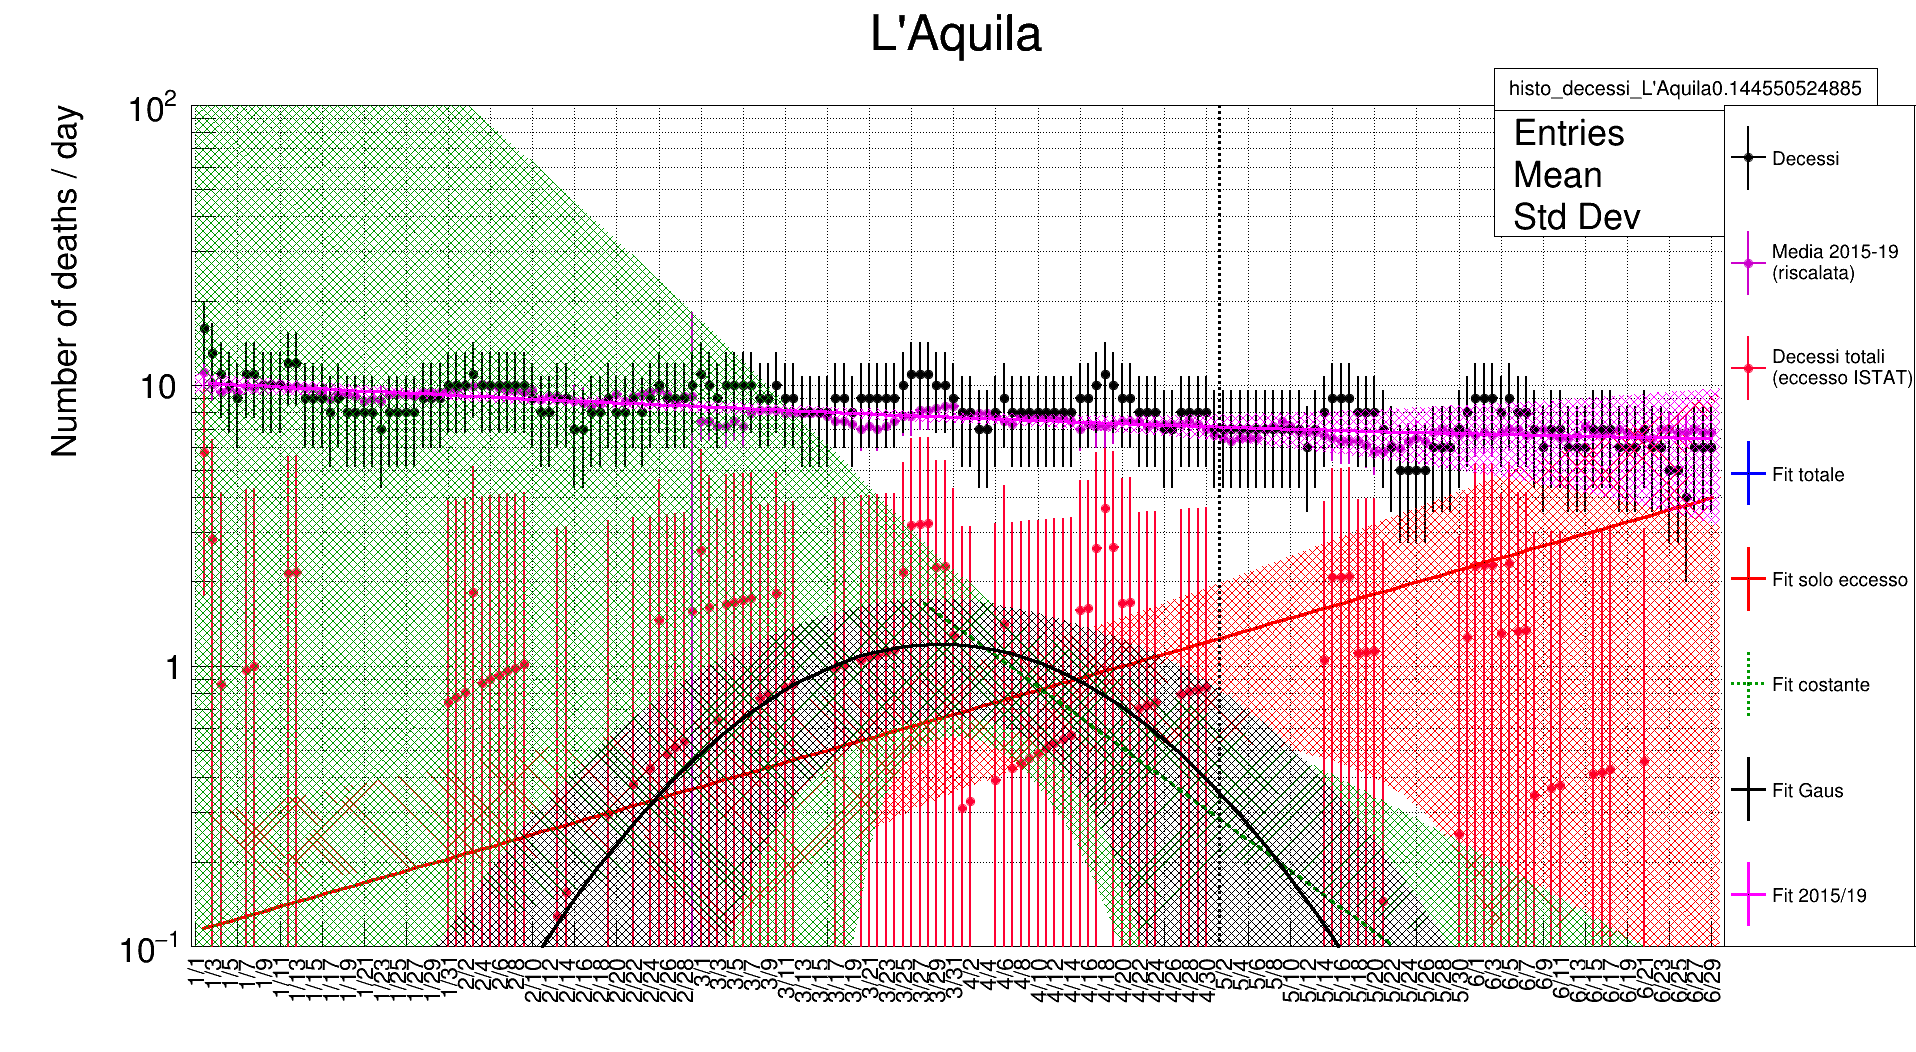 L'Aquila
histo_decessi_L'Aquila0.144550524885
Entries
Mean
Std Dev
Number of deaths / day
10²
10
1
10⁻¹
Decessi
Media 2015-19
(riscalata)
Decessi totali
(eccesso ISTAT)
Fit totale
Fit solo eccesso
Fit costante
Fit Gaus
Fit 2015/19
1/1 1/3 1/5 1/7 1/9 1/11 1/13 1/15 1/17 1/19 1/21 1/23 1/25 1/27 1/29 1/31 2/2 2/4 2/6 2/8 2/10 2/12 2/14 2/16 2/18 2/20 2/22 2/24 2/26 2/28 3/1 3/3 3/5 3/7 3/9 3/11 3/13 3/15 3/17 3/19 3/21 3/23 3/25 3/27 3/29 3/31 4/2 4/4 4/6 4/8 4/10 4/12 4/14 4/16 4/18 4/20 4/22 4/24 4/26 4/28 4/30 5/2 5/4 5/6 5/8 5/10 5/12 5/14 5/16 5/18 5/20 5/22 5/24 5/26 5/28 5/30 6/1 6/3 6/5 6/7 6/9 6/11 6/13 6/15 6/17 6/19 6/21 6/23 6/25 6/27 6/29